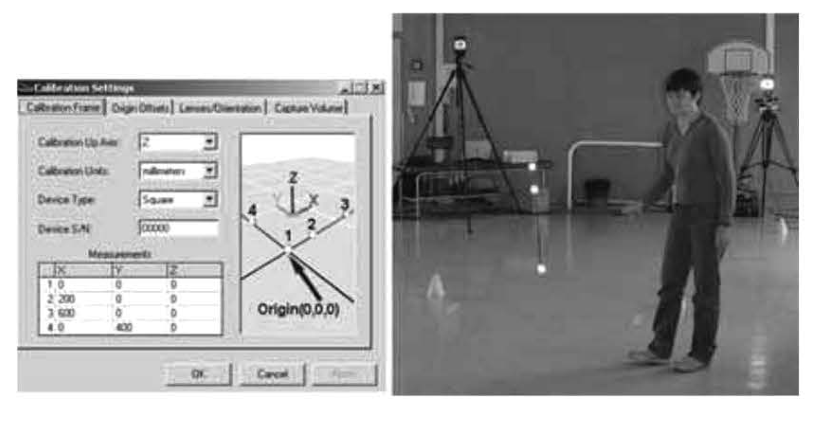 Calibration Settings
Calibration Frame Origin Offsets Lenses/Orientation Capture Volume
Calibration Up Axis: Z
Calibration Units: millimeters
Device Type: Square
Device S/N: 00000
Measurements
X Y Z
1 0 0 0
2 200 0 0
3 600 0 0
4 0 400 0
Z
Y X
4 3
1 2
Origin(0,0,0)
OK Cancel Apply